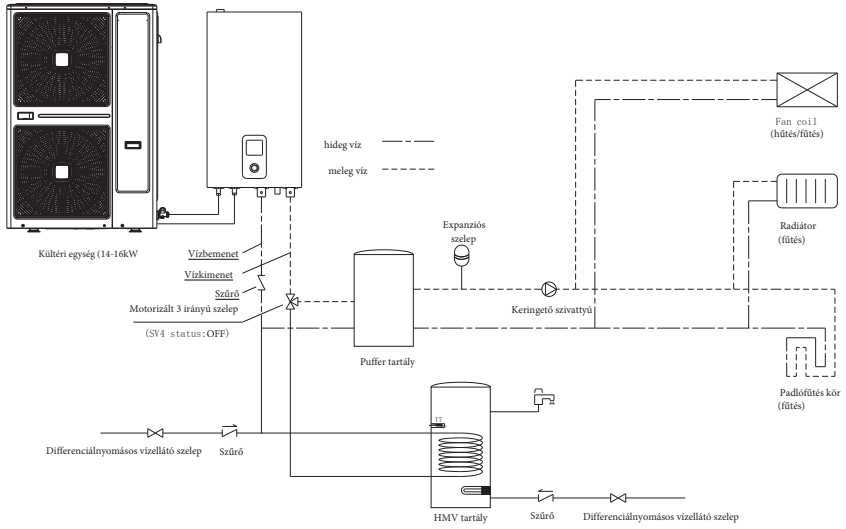 Fan coil
(hűtés/fűtés)
hideg víz
meleg víz
Radiátor
(fűtés)
Expanziós
szelep
Kültéri egység (14-16kW
Vízbemenet
Vízkimenet
Szűrő
Motorizált 3 irányú szelep
(SV4 status:OFF)
Keringető szivattyú
Puffer tartály
Padlófűtés kör
(fűtés)
T7
Differenciálnyomásos vízellátó szelep
Szűrő
HMV tartály
Szűrő
Differenciálnyomásos vízellátó szelep